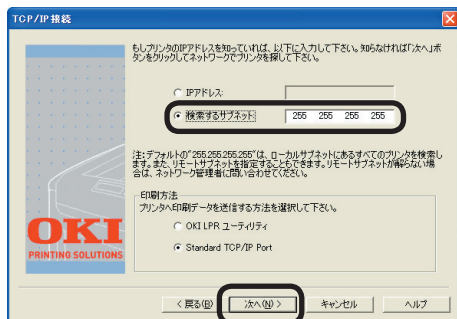 TCP/IP 接続
もしプリンタのIPアドレスを知っていれば、以下に入力して下さい。知らなければ「次へ」ボ
タンをクリックしてネットワークでプリンタを探して下さい。
IPアドレス:
検索するサブネット: 255 255 255 255
注:デフォルトの"255.255.255.255"は、ローカルサブネットにあるすべてのプリンタを検索し
ます。また、リモートサブネットを指定することもできます。リモートサブネットが解らない場
合は、ネットワーク管理者に問い合わせてください。
印刷方法
プリンタへ印刷データを送信する方法を選択して下さい。
OKI LPR ユーティリティ
Standard TCP/IP Port
OKI
PRINTING SOLUTIONS
< 戻る(B) 次へ(N) > キャンセル ヘルプ